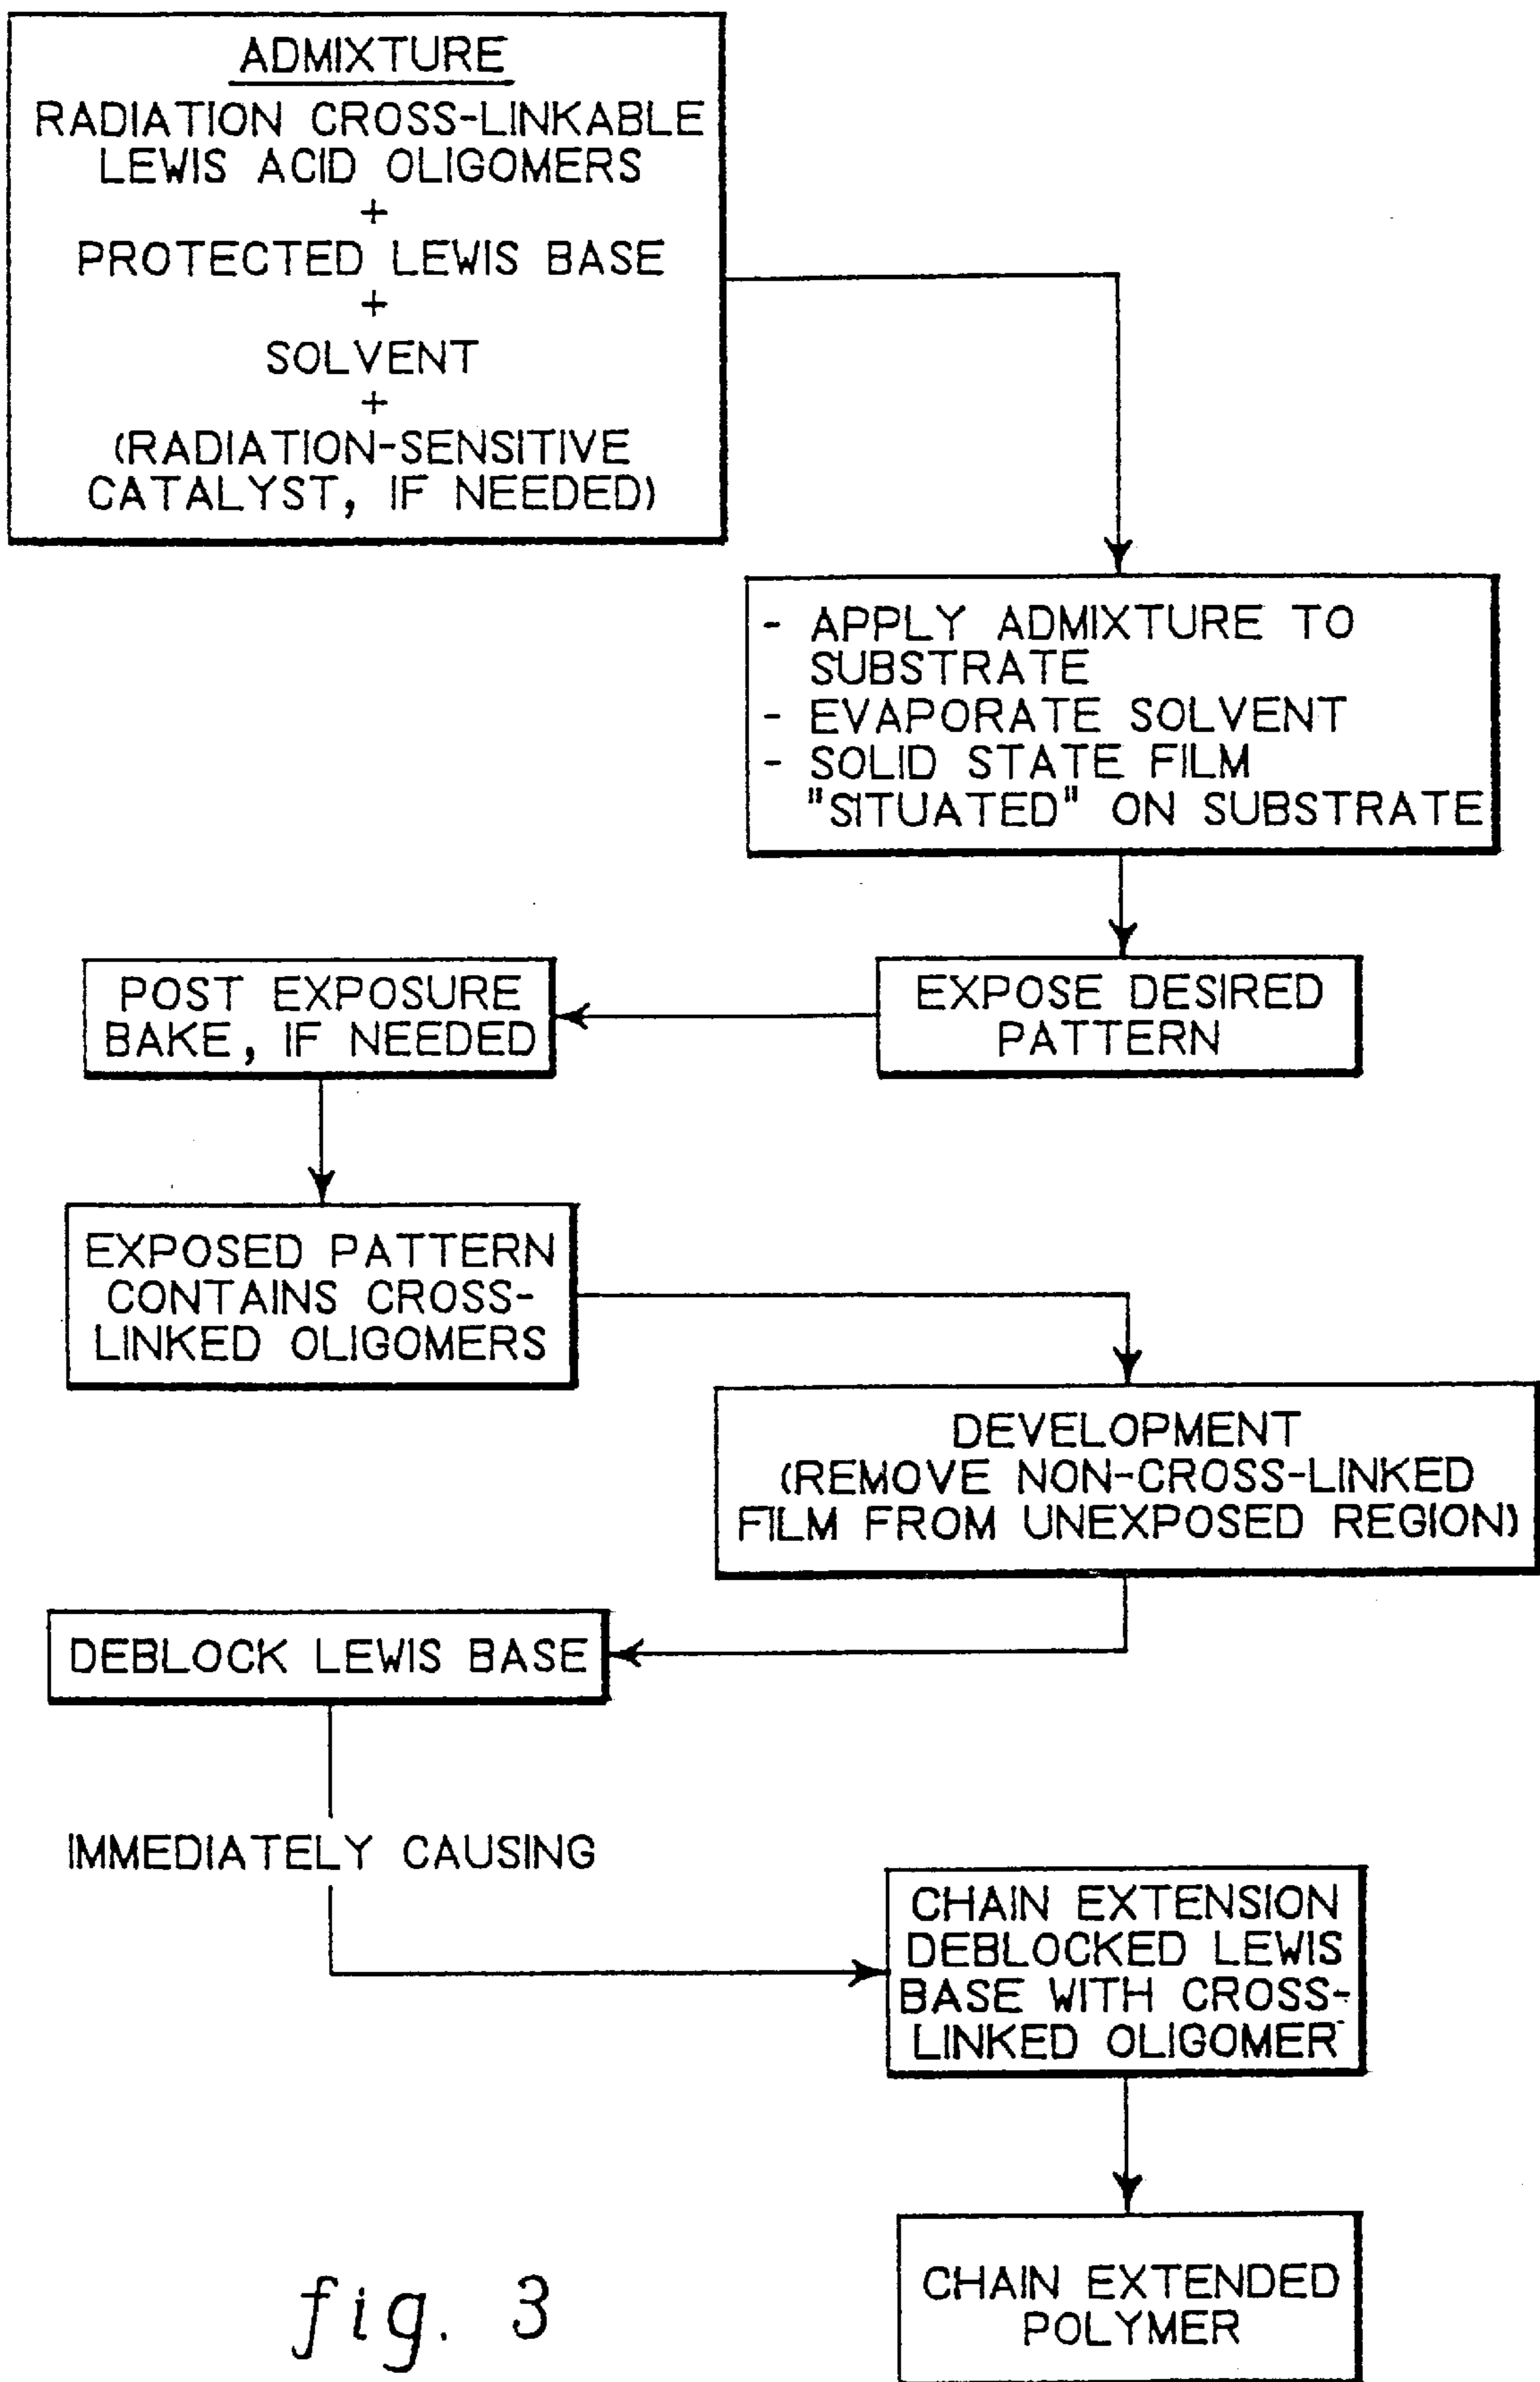 ADMIXTURE
RADIATION CROSS-LINKABLE
LEWIS ACID OLIGOMERS
+
PROTECTED LEWIS BASE
+
SOLVENT
+
(RADIATION-SENSITIVE
CATALYST, IF NEEDED)
- APPLY ADMIXTURE TO
SUBSTRATE
- EVAPORATE SOLVENT
- SOLID STATE FILM
"SITUATED" ON SUBSTRATE
EXPOSE DESIRED
PATTERN
POST EXPOSURE
BAKE, IF NEEDED
EXPOSED PATTERN
CONTAINS CROSS-
LINKED OLIGOMERS
DEVELOPMENT
(REMOVE NON-CROSS-LINKED
FILM FROM UNEXPOSED REGION)
DEBLOCK LEWIS BASE
IMMEDIATELY CAUSING
CHAIN EXTENSION
DEBLOCKED LEWIS
BASE WITH CROSS-
LINKED OLIGOMER
CHAIN EXTENDED
POLYMER
fig. 3